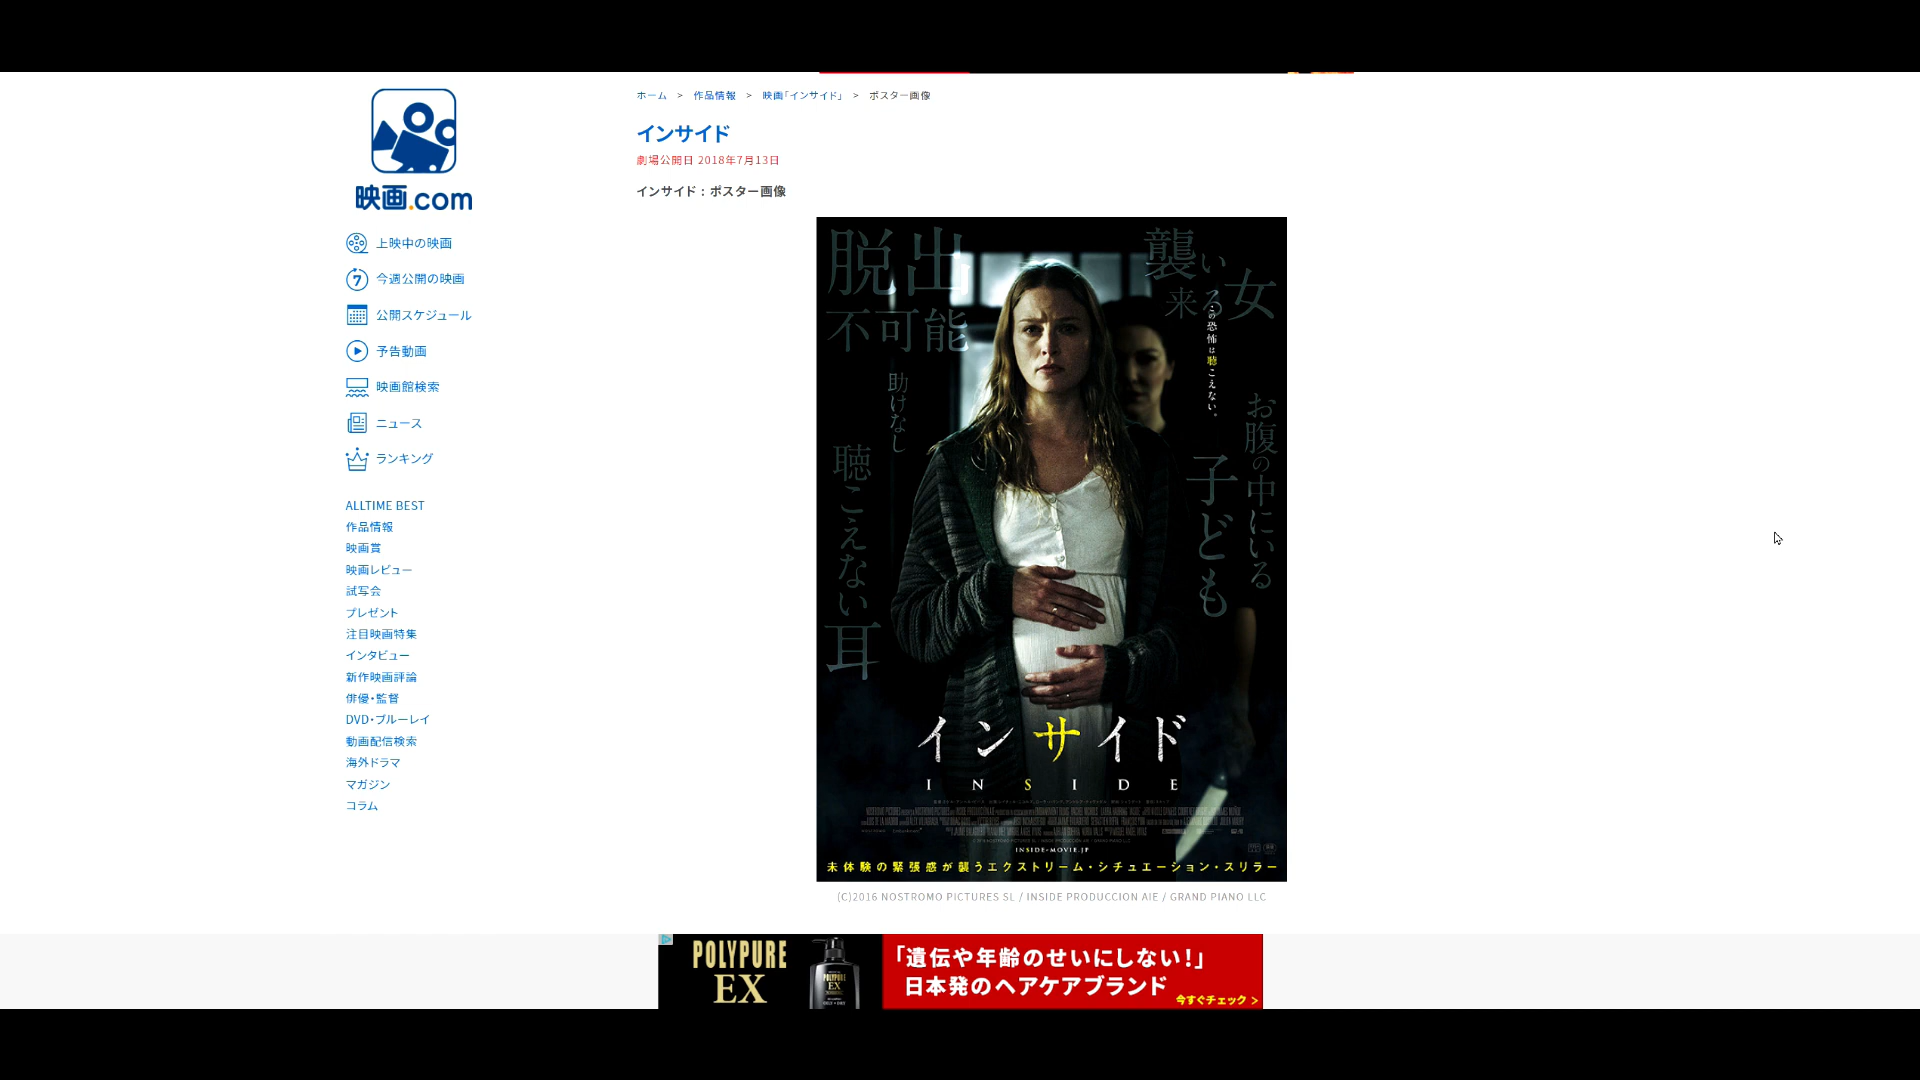 映画.com
上映中の映画
7
今週公開の映画
公開スケジュール
予告動画
映画館検索
ニュース
ランキング
ALLTIME BEST
作品情報
映画賞
映画レビュー
試写会
プレゼント
注目映画特集
インタビュー
新作映画評論
俳優・監督
DVD・ブルーレイ
動画配信検索
海外ドラマ
マガジン
コラム
ホーム > 作品情報 > 映画「インサイド」 > ポスター画像
インサイド
劇場公開日 2018年7月13日
インサイド : ポスター画像
脱出
不可能
助けなし
聴こえない
耳
襲い
来る女
この恐怖は聴こえない。
お腹の中にいる
子ども
インサイド
INSIDE
INSIDE-MOVIE.JP
未体験の緊張感が襲うエクストリーム・シチュエーション・スリラー
(C)2016 NOSTROMO PICTURES SL / INSIDE PRODUCCION AIE / GRAND PIANO LLC
POLYPURE
EX
POLYPURE
EX
「遺伝や年齢のせいにしない!」
日本発のヘアケアブランド
今すぐチェック >